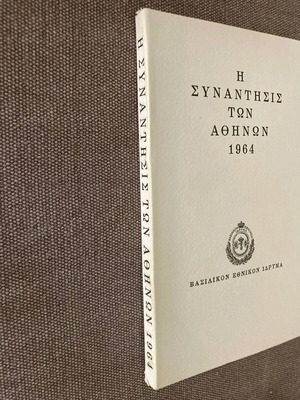 Η ΣΥΝΑΝΤΗΣΙΣ ΤΩΝ ΑΘΗΝΩΝ 1964
Η
ΣΥΝΑΝΤΗΣΙΣ
ΤΩΝ
ΑΘΗΝΩΝ
1964
ΒΑΣΙΛΙΚΟΝ ΕΘΝΙΚΟΝ ΙΔΡΥΜΑ